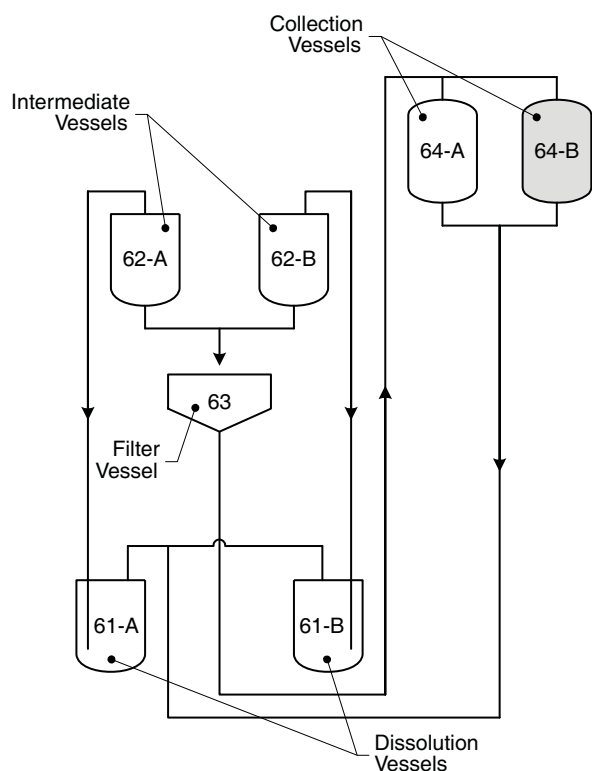 Collection
Vessels
Intermediate
Vessels
64-A
64-B
62-A
62-B
63
Filter
Vessel
61-A
61-B
Dissolution
Vessels